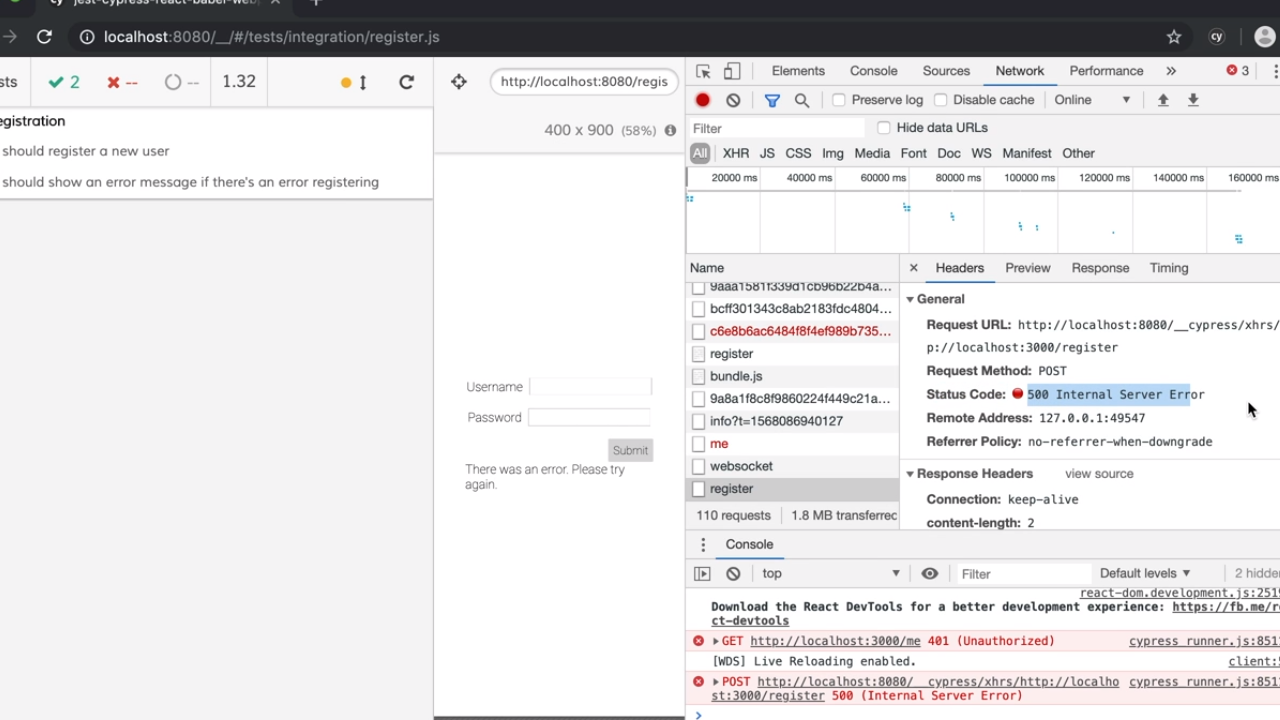 jest-cypress-react-babel-web
localhost:8080/__/#/tests/integration/register.js
cy
sts 2 -- -- 1.32
http://localhost:8080/regis
400 x 900 (58%)
egistration
should register a new user
should show an error message if there's an error registering
Username
Password
Submit
There was an error. Please try
again.
Elements Console Sources Network Performance » 3
Preserve log Disable cache Online
Filter Hide data URLs
All XHR JS CSS Img Media Font Doc WS Manifest Other
20000 ms 40000 ms 60000 ms 80000 ms 100000 ms 120000 ms 140000 ms 160000 ms
Name
9aaa1581f339d1cb96b22b4a...
bcff301343c8ab2183fdc4804...
c6e8b6ac6484f8f4ef989b735...
register
bundle.js
9a8a1f8c8f9860224f449c21a...
info?t=1568086940127
me
websocket
register
110 requests 1.8 MB transferrec
× Headers Preview Response Timing
General
Request URL: http://localhost:8080/__cypress/xhrs/
p://localhost:3000/register
Request Method: POST
Status Code: 500 Internal Server Error
Remote Address: 127.0.0.1:49547
Referrer Policy: no-referrer-when-downgrade
Response Headers view source
Connection: keep-alive
content-length: 2
Console
top Filter Default levels ▼ 2 hidde
react-dom.development.js:2519
Download the React DevTools for a better development experience: https://fb.me/re
ct-devtools
GET http://localhost:3000/me 401 (Unauthorized) cypress_runner.js:851
[WDS] Live Reloading enabled. client:
POST http://localhost:8080/__cypress/xhrs/http://localho cypress_runner.js:851
st:3000/register 500 (Internal Server Error)